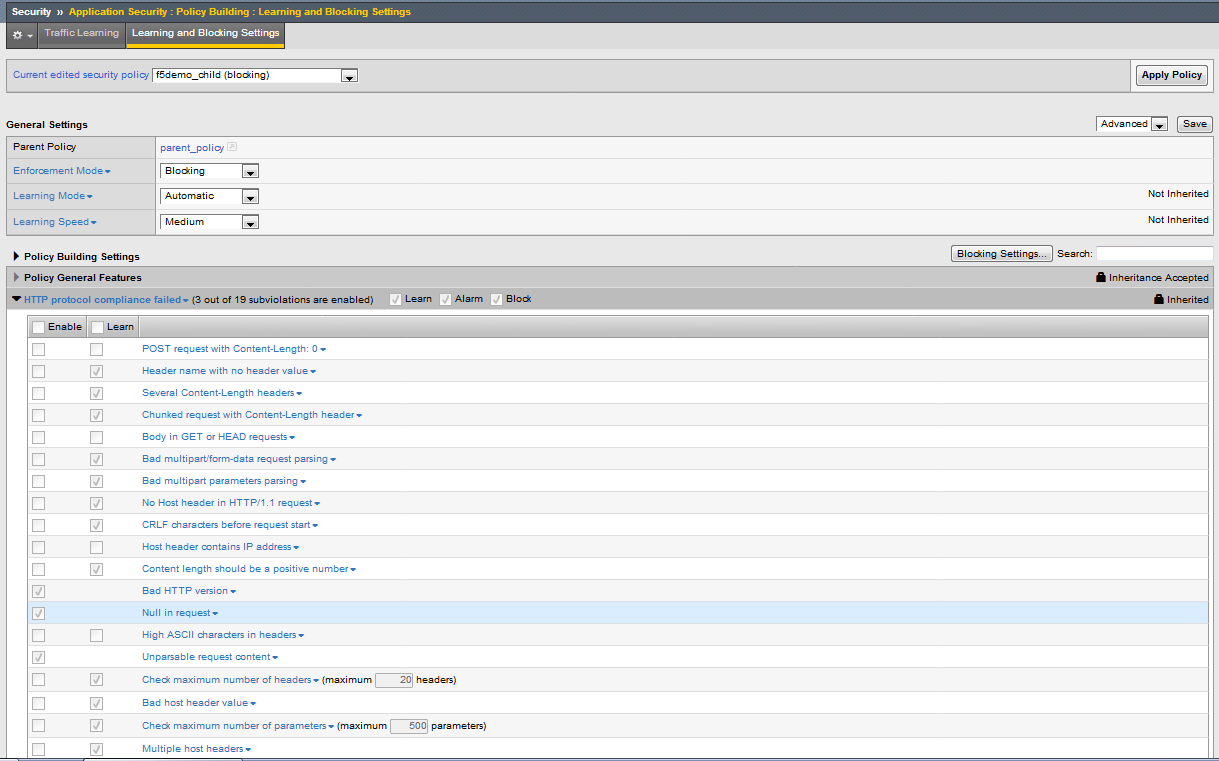 Security » Application Security : Policy Building : Learning and Blocking Settings
Traffic Learning Learning and Blocking Settings
Current edited security policy f5demo_child (blocking) Apply Policy
General Settings Advanced Save
Parent Policy parent_policy
Enforcement Mode Blocking
Learning Mode Automatic Not Inherited
Learning Speed Medium Not Inherited
Policy Building Settings Blocking Settings... Search:
Policy General Features Inheritance Accepted
HTTP protocol compliance failed (3 out of 19 subviolations are enabled) Learn Alarm Block Inherited
Enable Learn
POST request with Content-Length: 0
Header name with no header value
Several Content-Length headers
Chunked request with Content-Length header
Body in GET or HEAD requests
Bad multipart/form-data request parsing
Bad multipart parameters parsing
No Host header in HTTP/1.1 request
CRLF characters before request start
Host header contains IP address
Content length should be a positive number
Bad HTTP version
Null in request
High ASCII characters in headers
Unparsable request content
Check maximum number of headers (maximum 20 headers)
Bad host header value
Check maximum number of parameters (maximum 500 parameters)
Multiple host headers